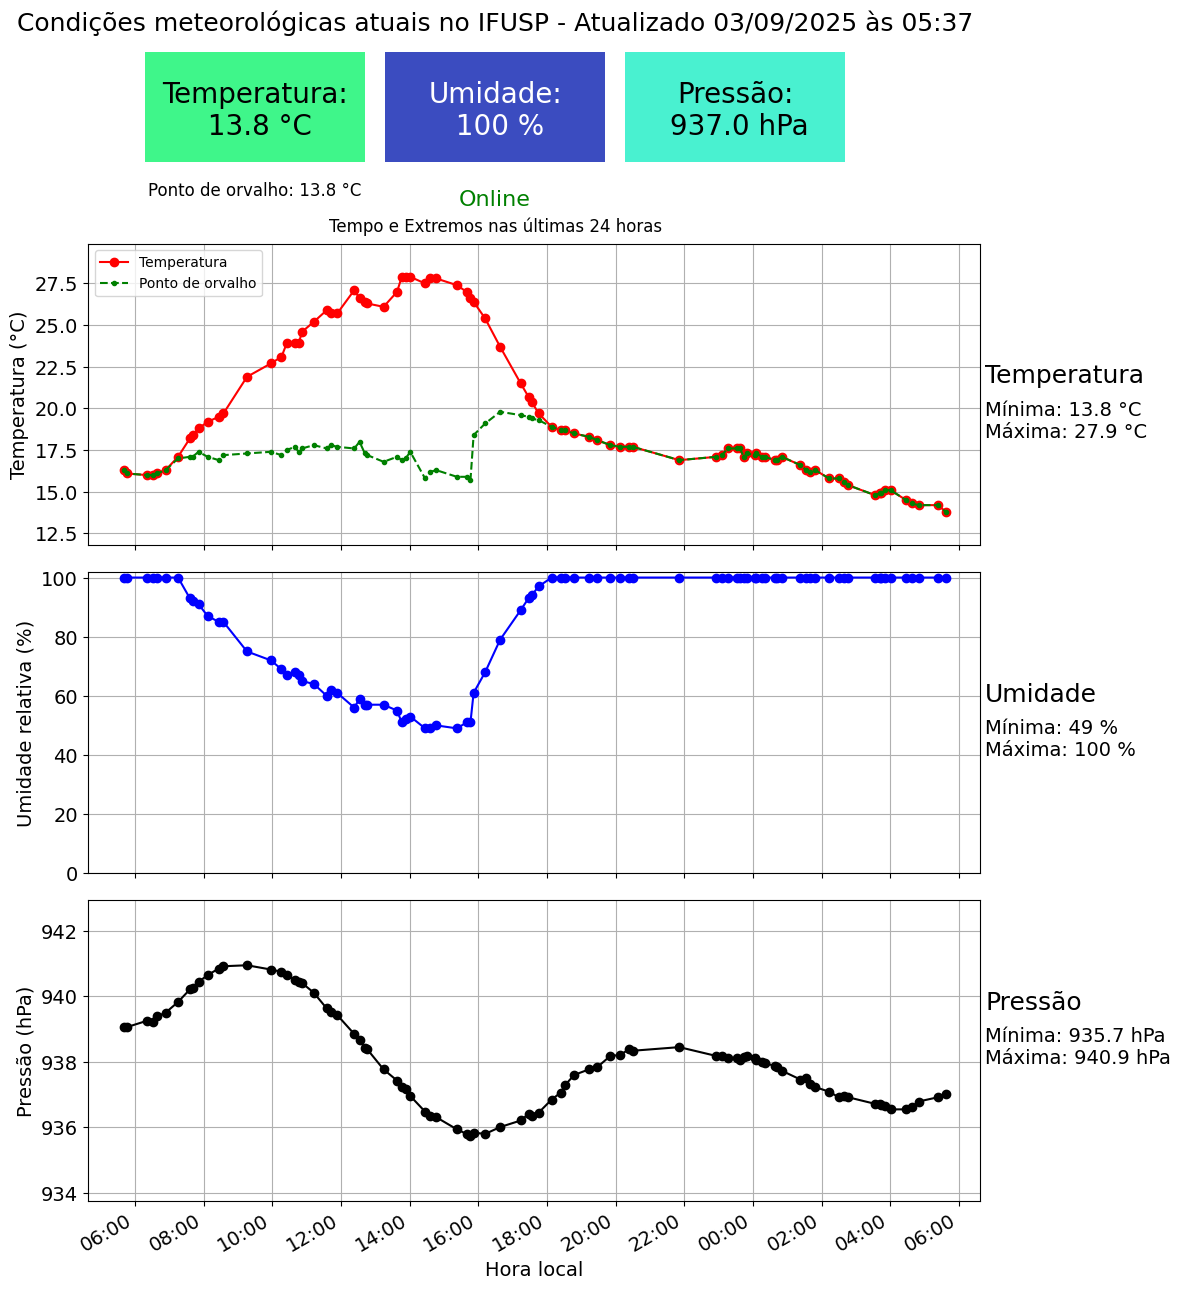 Condições meteorológicas atuais no IFUSP - Atualizado 03/09/2025 às 05:37
Temperatura:
13.8 °C
Umidade:
100 %
Pressão:
937.0 hPa
Ponto de orvalho: 13.8 °C
Online
Tempo e Extremos nas últimas 24 horas
Temperatura
Ponto de orvalho
Temperatura (°C)
27.5
25.0
22.5
20.0
17.5
15.0
12.5
Temperatura
Mínima: 13.8 °C
Máxima: 27.9 °C
Umidade relativa (%)
100
80
60
40
20
0
Umidade
Mínima: 49 %
Máxima: 100 %
Pressão (hPa)
942
940
938
936
934
Pressão
Mínima: 935.7 hPa
Máxima: 940.9 hPa
06:00
08:00
10:00
12:00
14:00
16:00
18:00
20:00
22:00
00:00
02:00
04:00
06:00
Hora local